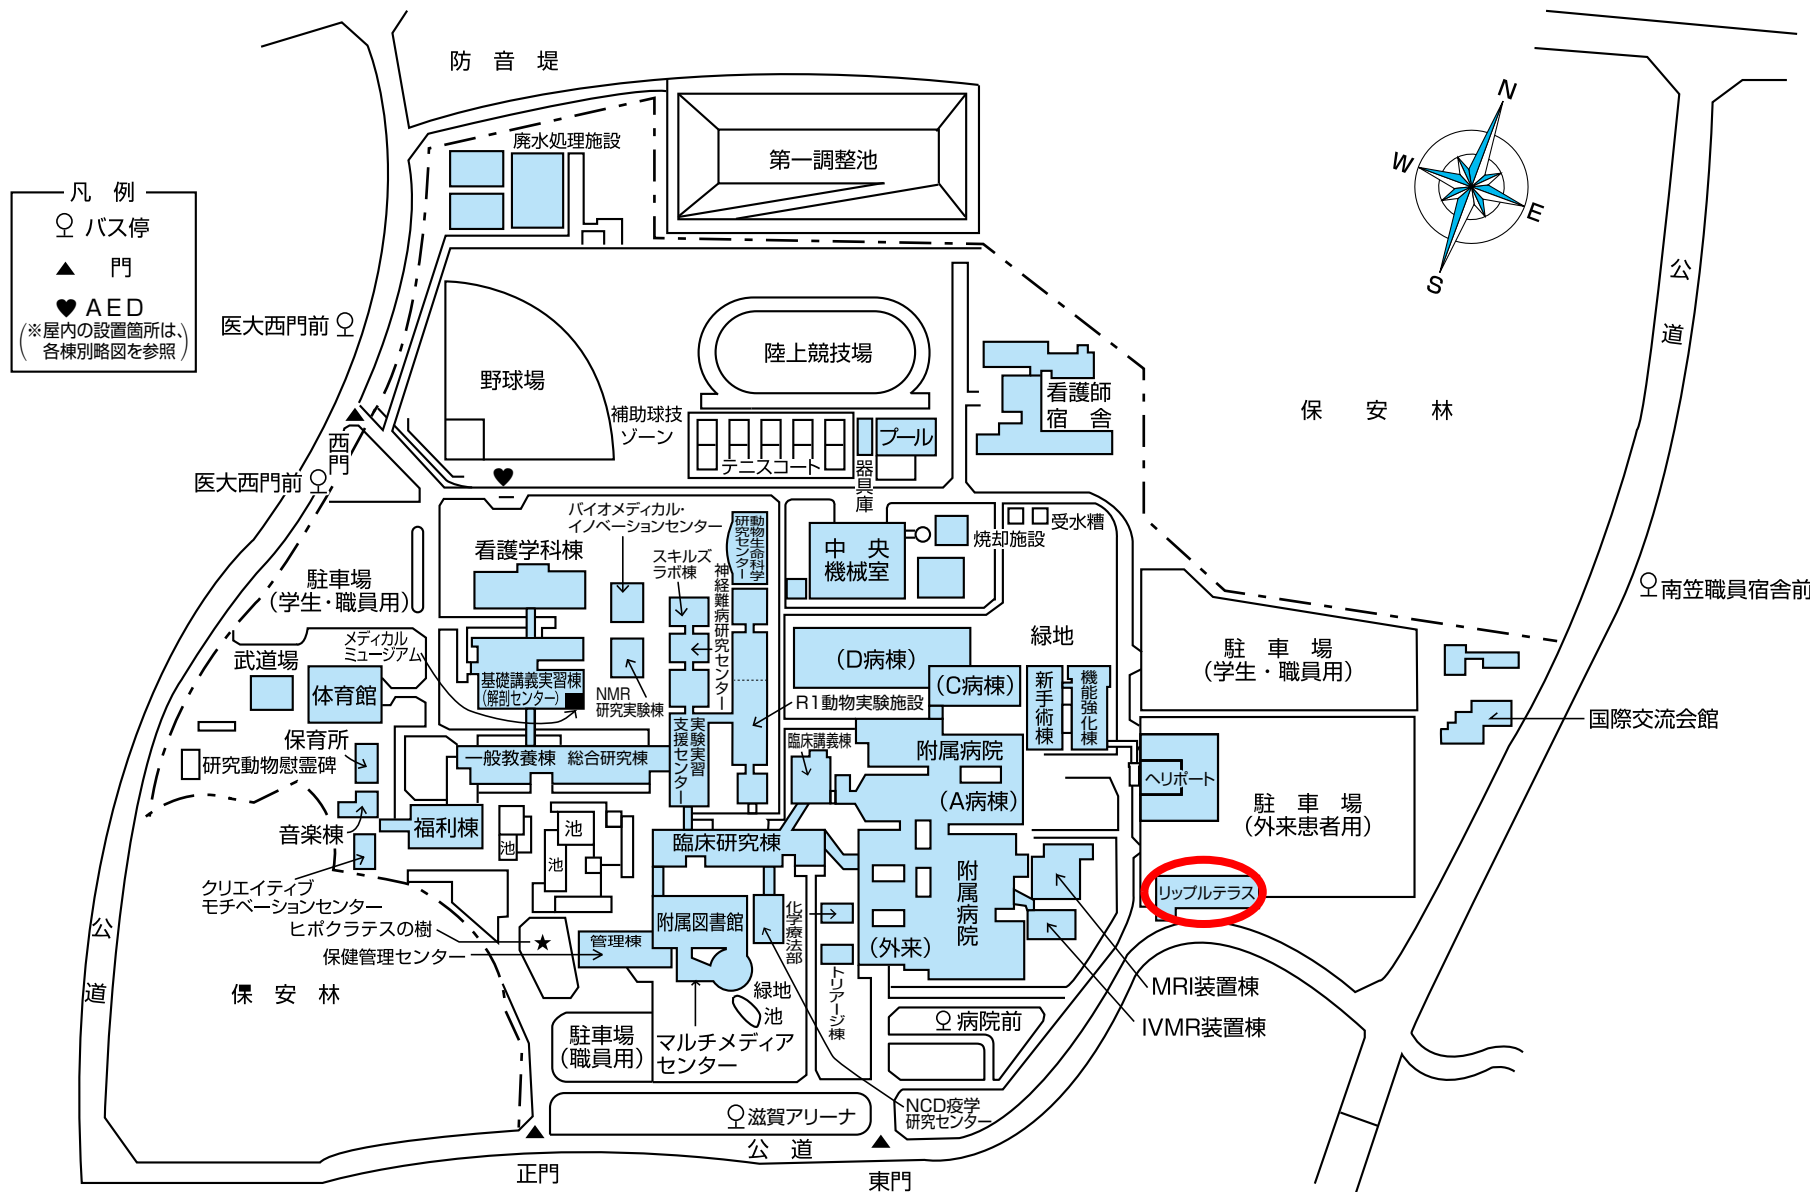 防 音 堤
N
W
E
S
凡 例
バス停
門
AED
(※屋内の設置箇所は、
各棟別略図を参照)
廃水処理施設
第一調整池
医大西門前
野球場
陸上競技場
補助球技
ゾーン
テニスコート
プール
器具庫
看護師
宿 舎
保 安 林
公道
西門
医大西門前
バイオメディカル・
イノベーションセンター
看護学科棟
スキルズ
ラボ棟
神経難病研究センター
動物生命科学
研究センター
中 央
機械室
焼却施設
受水糟
南笠職員宿舎前
駐車場
(学生・職員用)
メディカル
ミュージアム
武道場
体育館
基礎講義実習棟
(解剖センター)
NMR
研究実験棟
R1動物実験施設
(D病棟)
(C病棟)
緑地
新手術棟
機能強化棟
駐 車 場
(学生・職員用)
国際交流会館
保育所
研究動物慰霊碑
一般教養棟
総合研究棟
実験実習
支援センター
臨床講義棟
附属病院
(A病棟)
ヘリポート
駐 車 場
(外来患者用)
音楽棟
福利棟
池
池
池
臨床研究棟
クリエイティブ
モチベーションセンター
ヒポクラテスの樹
保健管理センター
管理棟
附属図書館
化学療法部
附属病院
(外来)
リップルテラス
公道
保 安 林
緑地
池
トリアージ棟
病院前
MRI装置棟
IVMR装置棟
駐車場
(職員用)
マルチメディア
センター
NCD疫学
研究センター
滋賀アリーナ
公 道
正門
東門